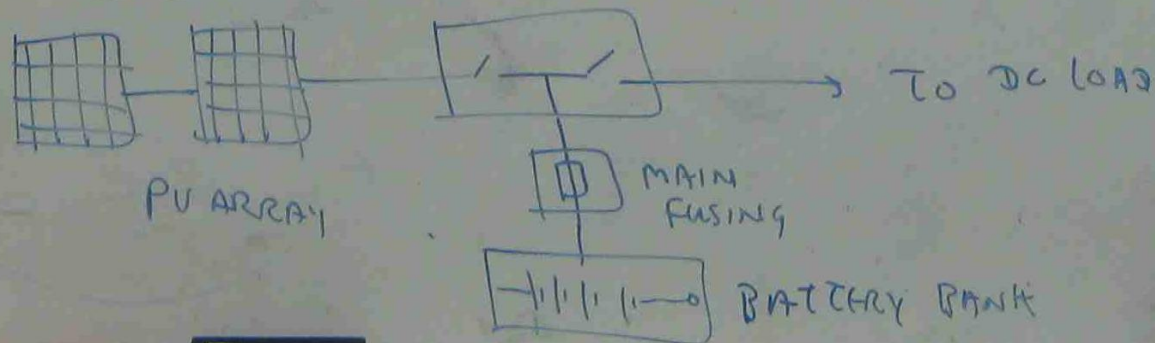 TO DC LOAD
PV ARRAY
MAIN
FUSING
BATTERY BANK